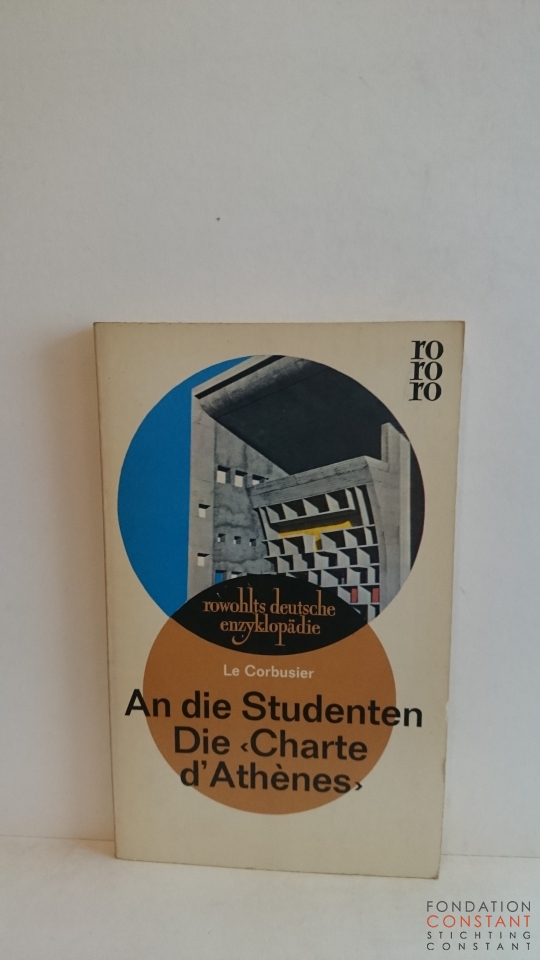 ro
ro
ro
rowohlts deutsche
enzyklopädie
Le Corbusier
An die Studenten
Die ‹Charte
d'Athènes›
FONDATION
CONSTANT
STICHTING
CONSTANT